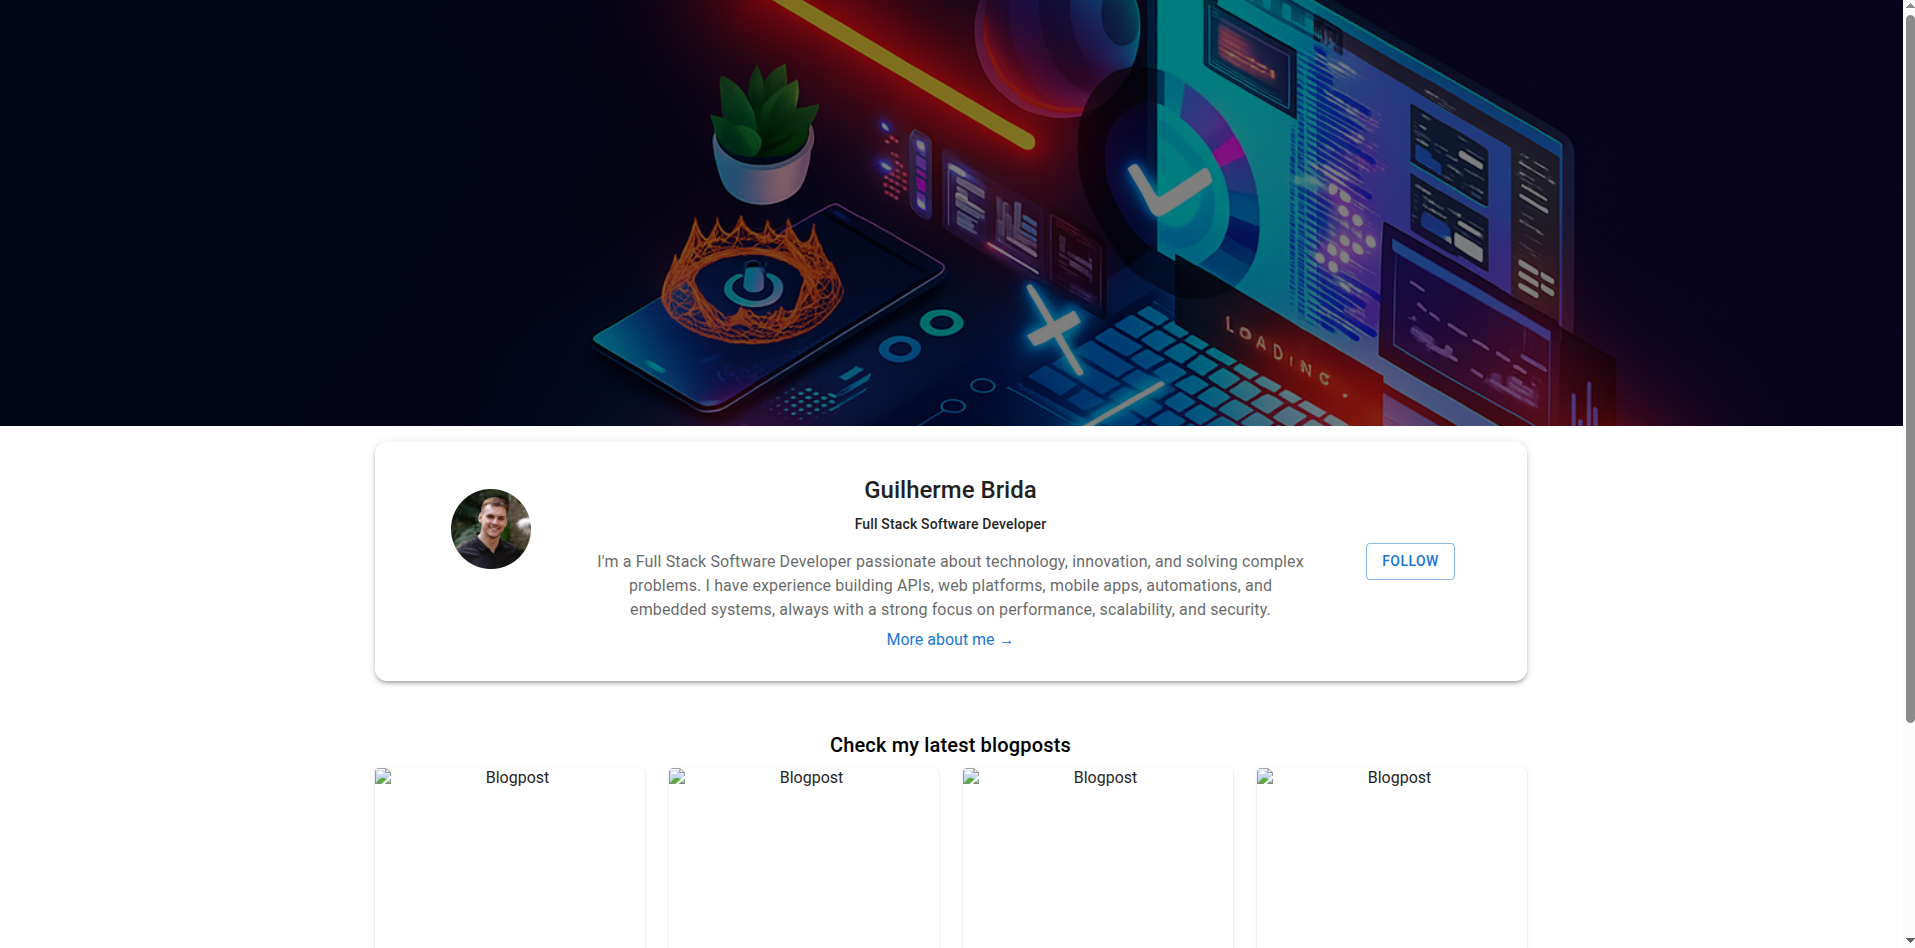 LOADING.
Guilherme Brida
Full Stack Software Developer
I'm a Full Stack Software Developer passionate about technology, innovation, and solving complex
problems. I have experience building APIs, web platforms, mobile apps, automations, and
embedded systems, always with a strong focus on performance, scalability, and security.
More about me →
FOLLOW
Check my latest blogposts
Blogpost
Blogpost
Blogpost
Blogpost